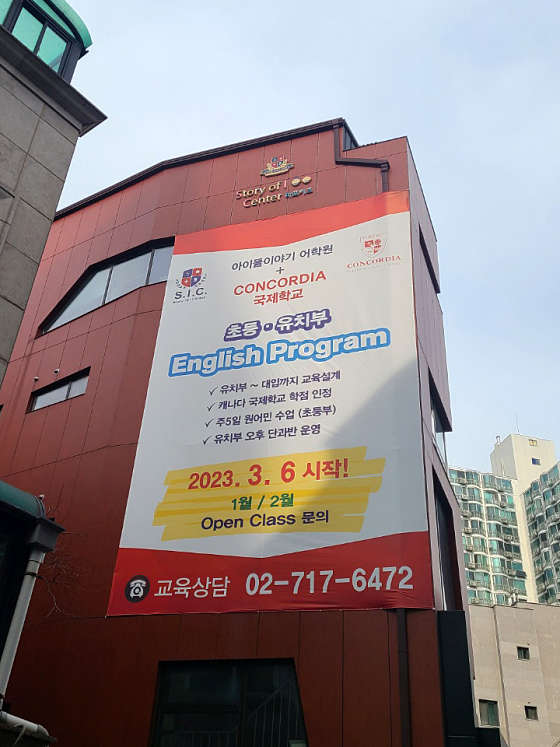 Story of I
Center
아이들이야기 어학원
+
CONCORDIA
국제학교
S.I.C.
CONCORDIA
초등·유치부
English Program
✓ 유치부 ~ 대입까지 교육설계
✓ 캐나다 국제학교 학점 인정
✓ 주5일 원어민 수업 (초등부)
✓ 유치부 오후 단과반 운영
2023. 3. 6 시작!
1월 / 2월
Open Class 문의
교육상담 02-717-6472